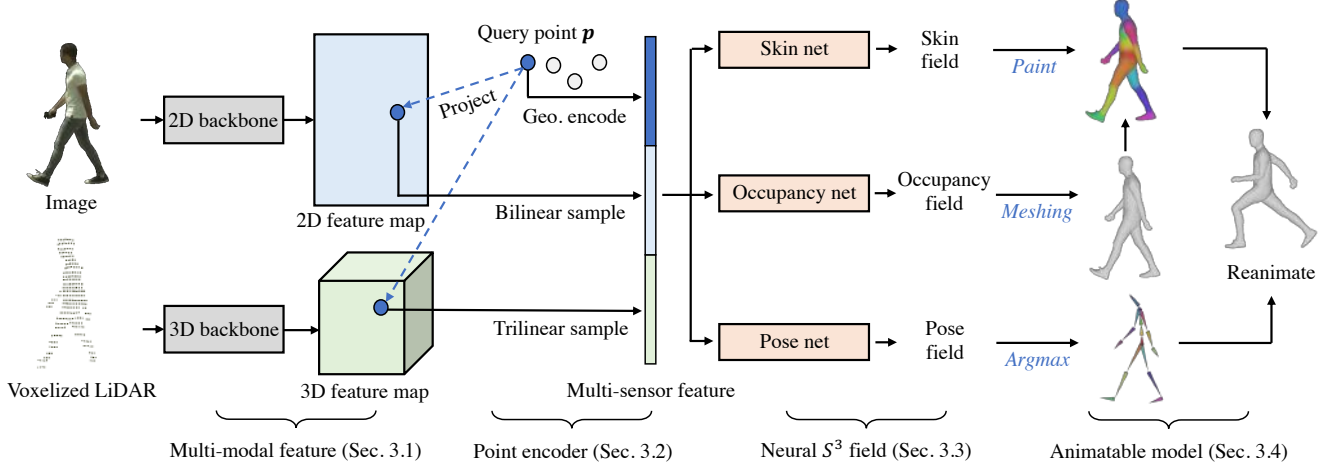 Image
Voxelized LiDAR
2D backbone
3D backbone
2D feature map
3D feature map
Query point p
Project
Geo. encode
Bilinear sample
Trilinear sample
Multi-sensor feature
Skin net
Occupancy net
Pose net
Skin
field
Occupancy
field
Pose
field
Paint
Meshing
Argmax
Reanimate
Multi-modal feature (Sec. 3.1)
Point encoder (Sec. 3.2)
Neural S³ field (Sec. 3.3)
Animatable model (Sec. 3.4)